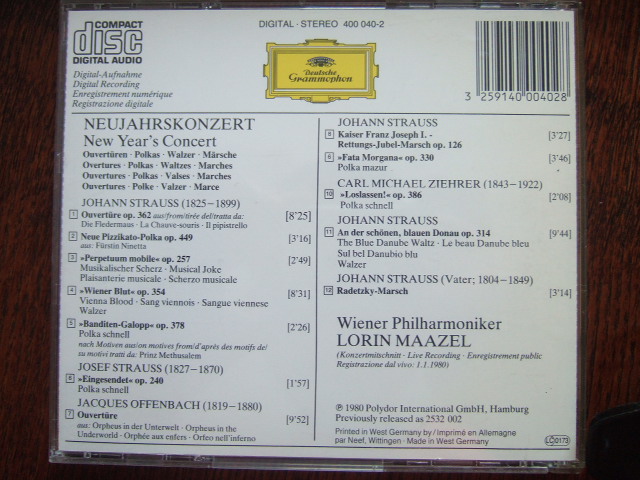 COMPACT
disc
DIGITAL AUDIO
DIGITAL · STEREO 400 040-2
Deutsche
Grammophon
3 259140 004028
Digital-Aufnahme
Digital Recording
Enregistrement numérique
Registrazione digitale
NEUJAHRSKONZERT
New Year's Concert
Ouvertüren · Polkas · Walzer · Märsche
Overtures · Polkas · Waltzes · Marches
Ouvertures · Polkas · Valses · Marches
Ouvertures · Polke · Valzer · Marce
JOHANN STRAUSS (1825–1899)
1 Ouvertüre op. 362 aus/from/tirée del/tratta da: [8'25]
Die Fledermaus · La Chauve-souris · Il pipistrello
2 Neue Pizzikato-Polka op. 449 [3'16]
aus: Fürstin Ninetta
3 »Perpetuum mobile« op. 257 [2'49]
Musikalischer Scherz · Musical Joke
Plaisanterie musicale · Scherzo musicale
4 »Wiener Blut« op. 354 [8'31]
Vienna Blood · Sang viennois · Sangue viennese
Walzer
5 »Banditen-Galopp« op. 378 [2'26]
Polka schnell
nach Motiven aus/on motives from/d'après des motifs de/
su motivi tratti da: Prinz Methusalem
JOSEF STRAUSS (1827–1870)
6 »Eingesendet« op. 240 [1'57]
Polka schnell
JACQUES OFFENBACH (1819–1880)
7 Ouvertüre [9'52]
aus: Orpheus in der Unterwelt · Orpheus in the
Underworld · Orphée aux enfers · Orfeo nell'inferno
JOHANN STRAUSS
8 Kaiser Franz Joseph I. - [3'27]
Rettungs-Jubel-Marsch op. 126
9 »Fata Morgana« op. 330 [3'46]
Polka mazur
CARL MICHAEL ZIEHRER (1843–1922)
10 »Loslassen!« op. 386 [2'08]
Polka schnell
JOHANN STRAUSS
11 An der schönen, blauen Donau op. 314 [9'44]
The Blue Danube Waltz · Le beau Danube bleu
Sul bel Danubio blu
Walzer
JOHANN STRAUSS (Vater; 1804–1849)
12 Radetzky-Marsch [3'14]
Wiener Philharmoniker
LORIN MAAZEL
(Konzertmitschnitt · Live Recording · Enregistrement public
Registrazione dal vivo: 1.1.1980)
℗ 1980 Polydor International GmbH, Hamburg
Previously released as 2532 002
Printed in West Germany by / Imprimé en Allemagne
par Neef, Wittingen · Made in West Germany
LC 0173